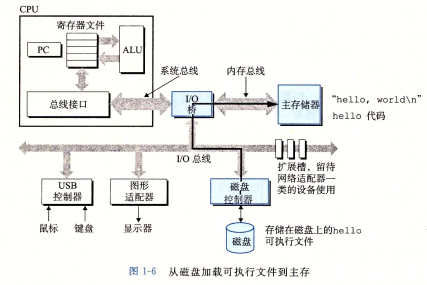 CPU
寄存器文件
PC
ALU
总线接口
系统总线
内存总线
I/O
桥
主存储器
“hello, world\n”
hello 代码
I/O 总线
扩展槽，留待
网络适配器一
类的设备使用
USB
控制器
图形
适配器
磁盘
控制器
鼠标
键盘
显示器
磁盘
存储在磁盘上的hello
可执行文件
图 1-6 从磁盘加载可执行文件到主存